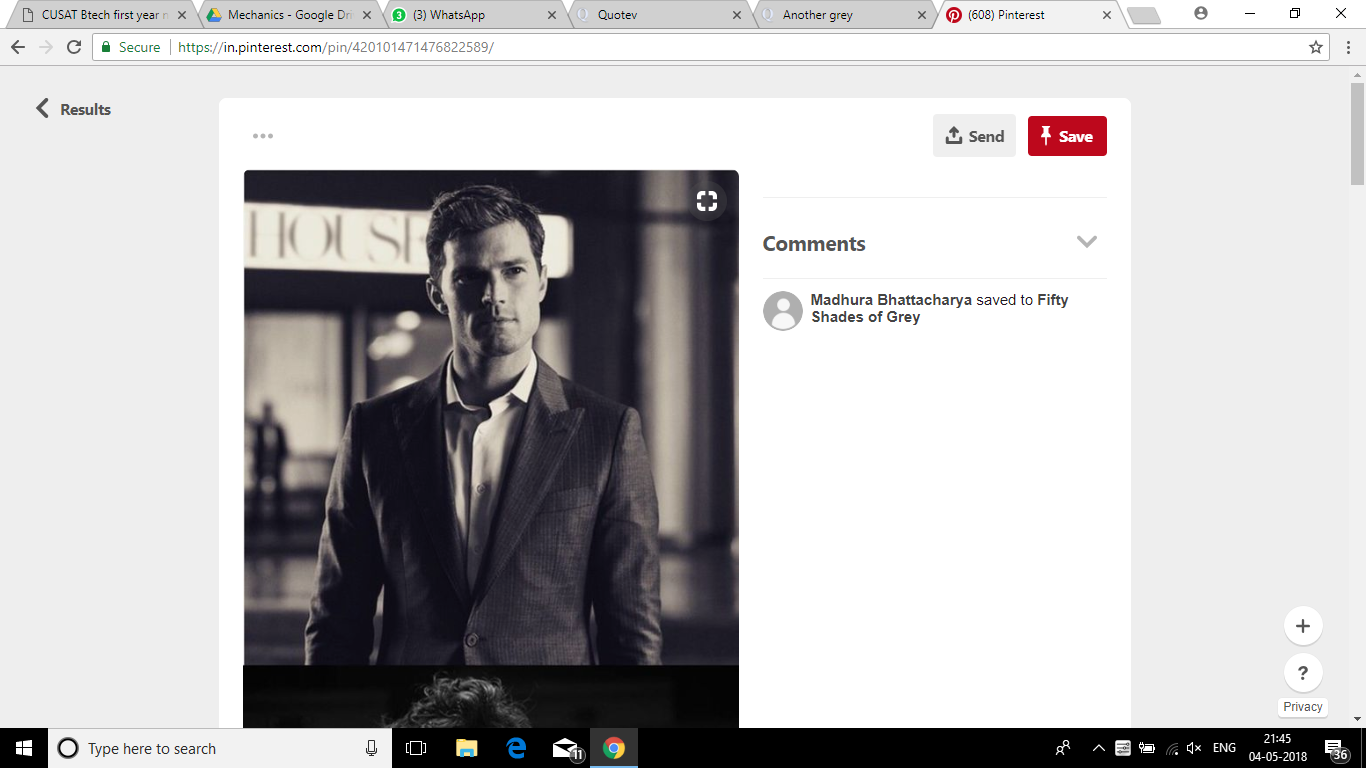 CUSAT Btech first year n
Mechanics - Google Dri
3
(3) WhatsApp
Quotev
Another grey
(608) Pinterest
Secure
https://in.pinterest.com/pin/420101471476822589/
Results
Send
Save
HOUSE
Comments
Madhura Bhattacharya saved to Fifty
Shades of Grey
+
?
Privacy
Type here to search
11
ENG
21:45
04-05-2018
36